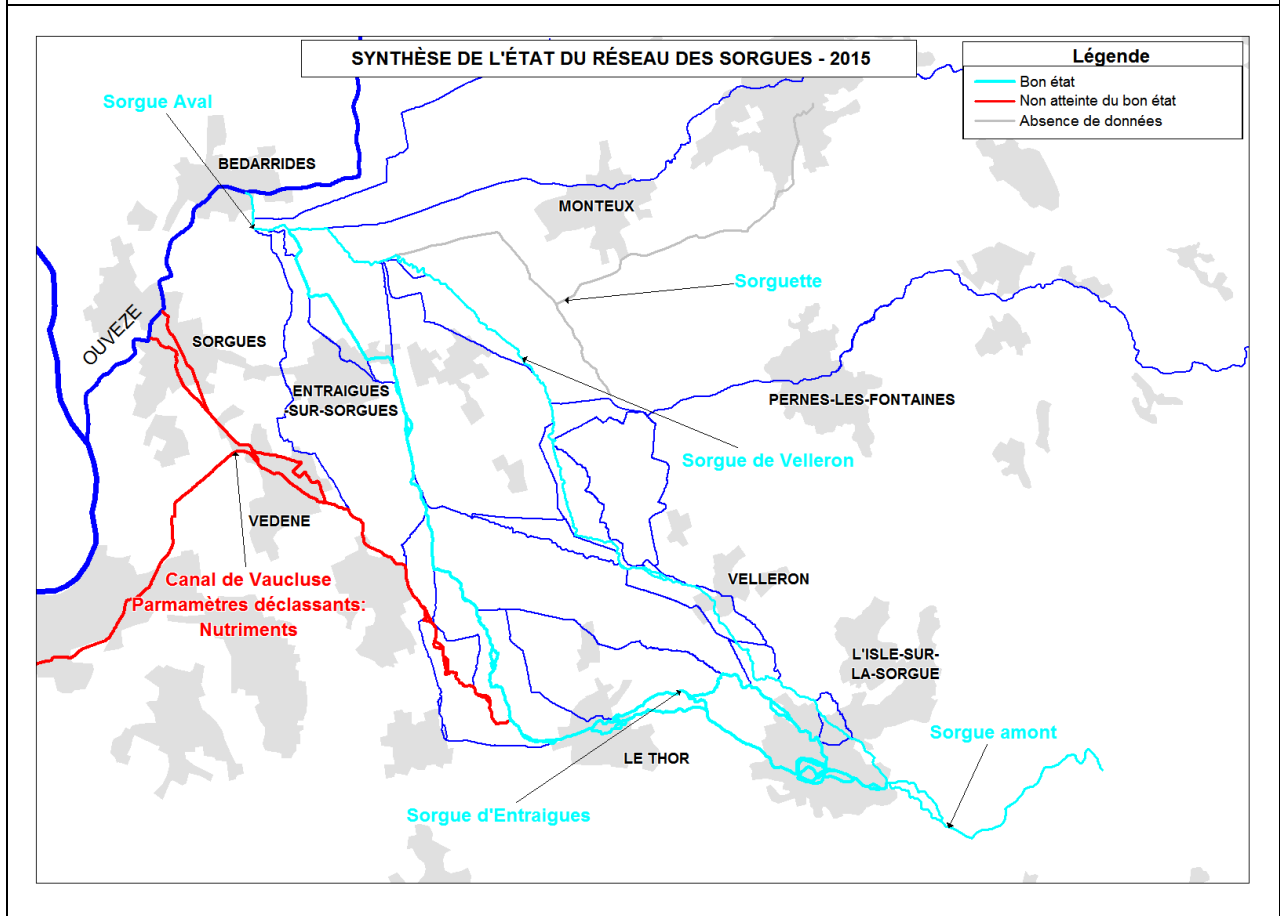 SYNTHÈSE DE L'ÉTAT DU RÉSEAU DES SORGUES - 2015
Légende
Bon état
Non atteinte du bon état
Absence de données
Sorgue Aval
BEDARRIDES
MONTEUX
Sorguette
OUVEZE
SORGUES
ENTRAIGUES
-SUR-SORGUES
PERNES-LES-FONTAINES
Sorgue de Velleron
VEDENE
Canal de Vaucluse
Parmamètres déclassants:
Nutriments
VELLERON
L'ISLE-SUR-
LA-SORGUE
Sorgue amont
LE THOR
Sorgue d'Entraigues